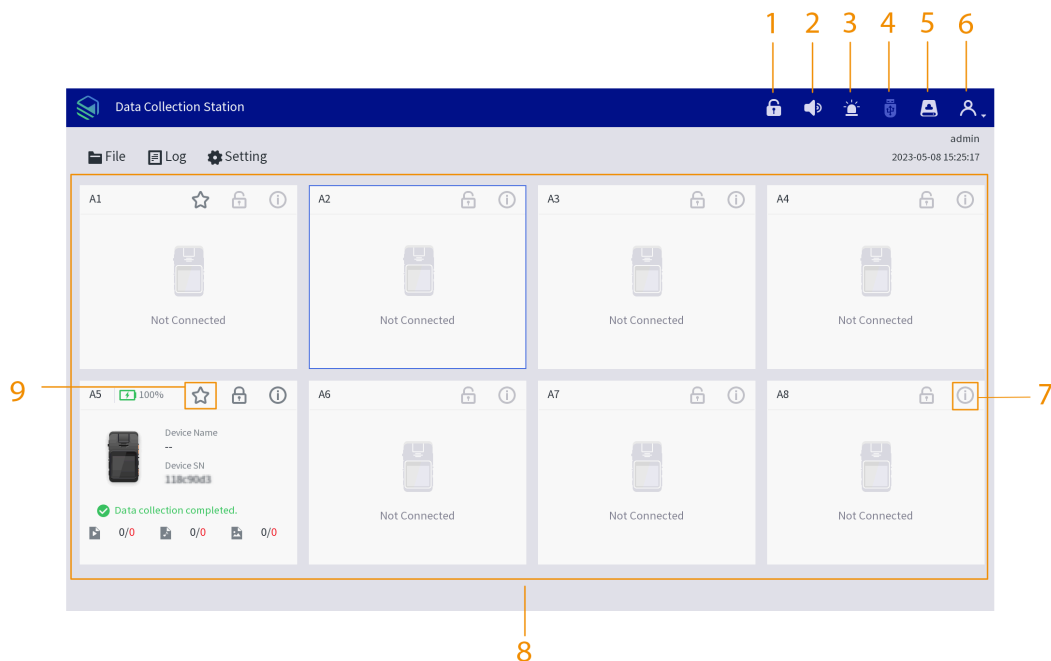 1 2 3 4 5 6
Data Collection Station
admin
File Log Setting
2023-05-08 15:25:17
A1 A2 A3 A4
Not Connected Not Connected Not Connected Not Connected
9
A5 100% A6 A7 A8
7
Device Name
--
Device SN
Data collection completed.
Not Connected Not Connected Not Connected
0/0 0/0 0/0
8